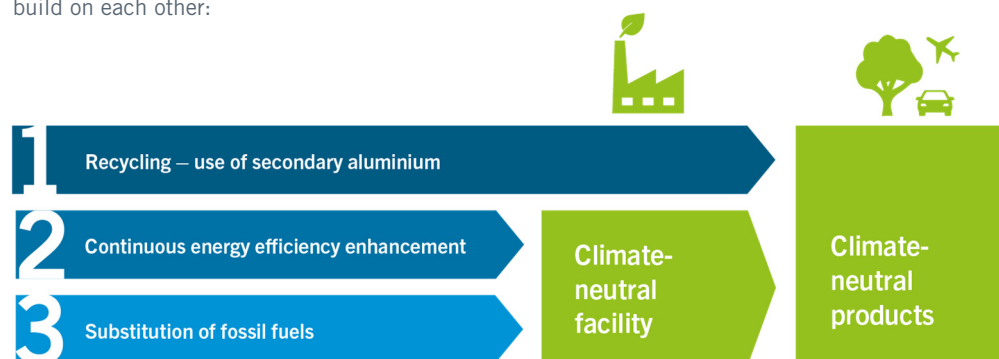 build on each other:
1 Recycling – use of secondary aluminium
2 Continuous energy efficiency enhancement
3 Substitution of fossil fuels
Climate-
neutral
facility
Climate-
neutral
products